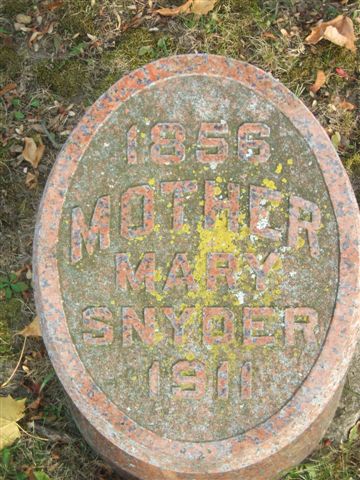 1856
MOTHER
MARY
SNYDER
1911